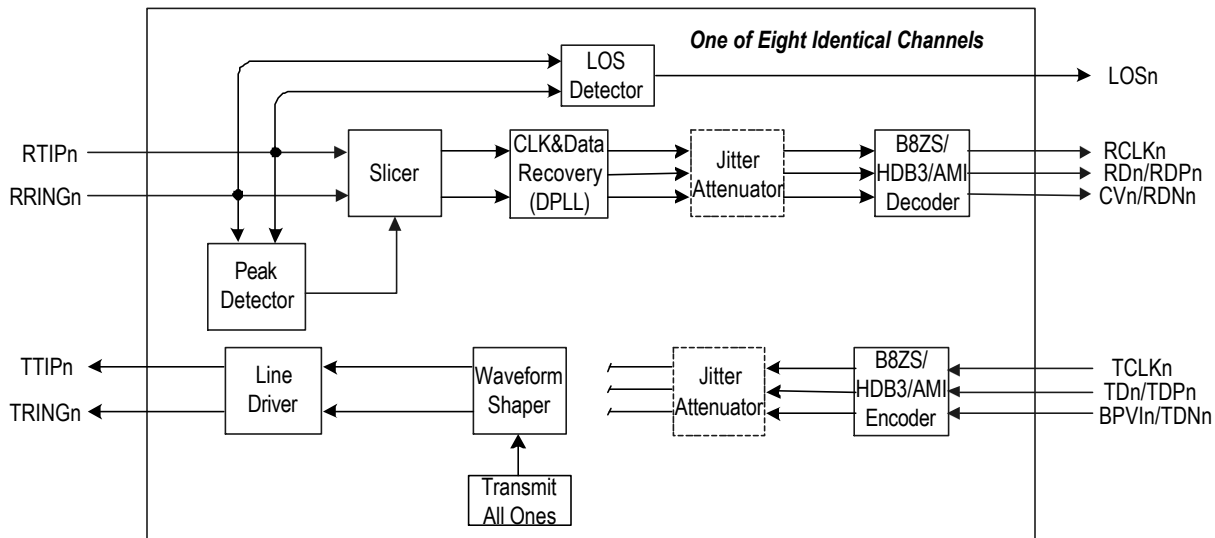 One of Eight Identical Channels
LOS
Detector
LOSn
RTIPn
RRINGn
Slicer
CLK&Data
Recovery
(DPLL)
Jitter
Attenuator
B8ZS/
HDB3/AMI
Decoder
RCLKn
RDn/RDPn
CVn/RDNn
Peak
Detector
TTIPn
TRINGn
Line
Driver
Waveform
Shaper
Jitter
Attenuator
B8ZS/
HDB3/AMI
Encoder
TCLKn
TDn/TDPn
BPVIn/TDNn
Transmit
All Ones